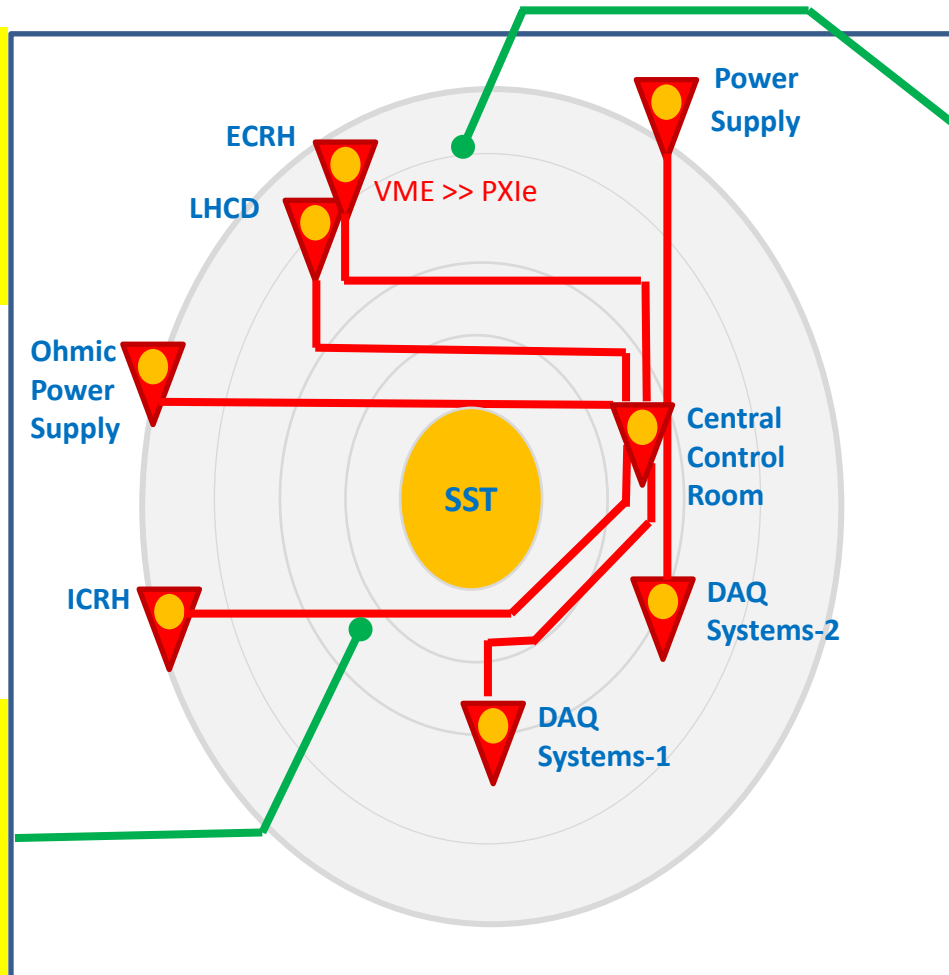 Power
Supply
ECRH
VME >> PXIe
LHCD
Ohmic
Power
Supply
Central
Control
Room
SST
ICRH
DAQ
Systems-2
DAQ
Systems-1